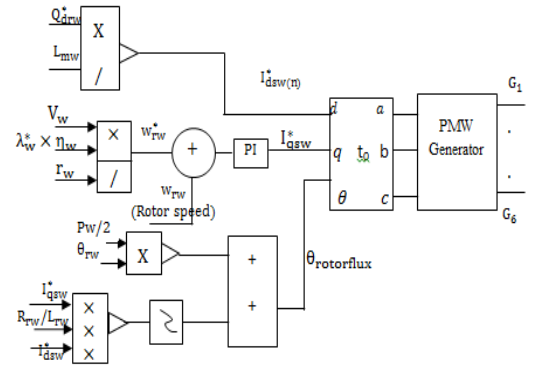 Q*drw
X
Lmw
/
I*dsw(n)
G1
Vw
λ*w × ηw
rw
×
/
w*rw
+
PI
I*qsw
wrw
(Rotor speed)
d a
q to b
θ c
PMW
Generator
.
.
G6
Pw/2
θrw
X
+
+
θrotorflux
I*qsw
Rrw/Lrw
I*dsw
×
×
×